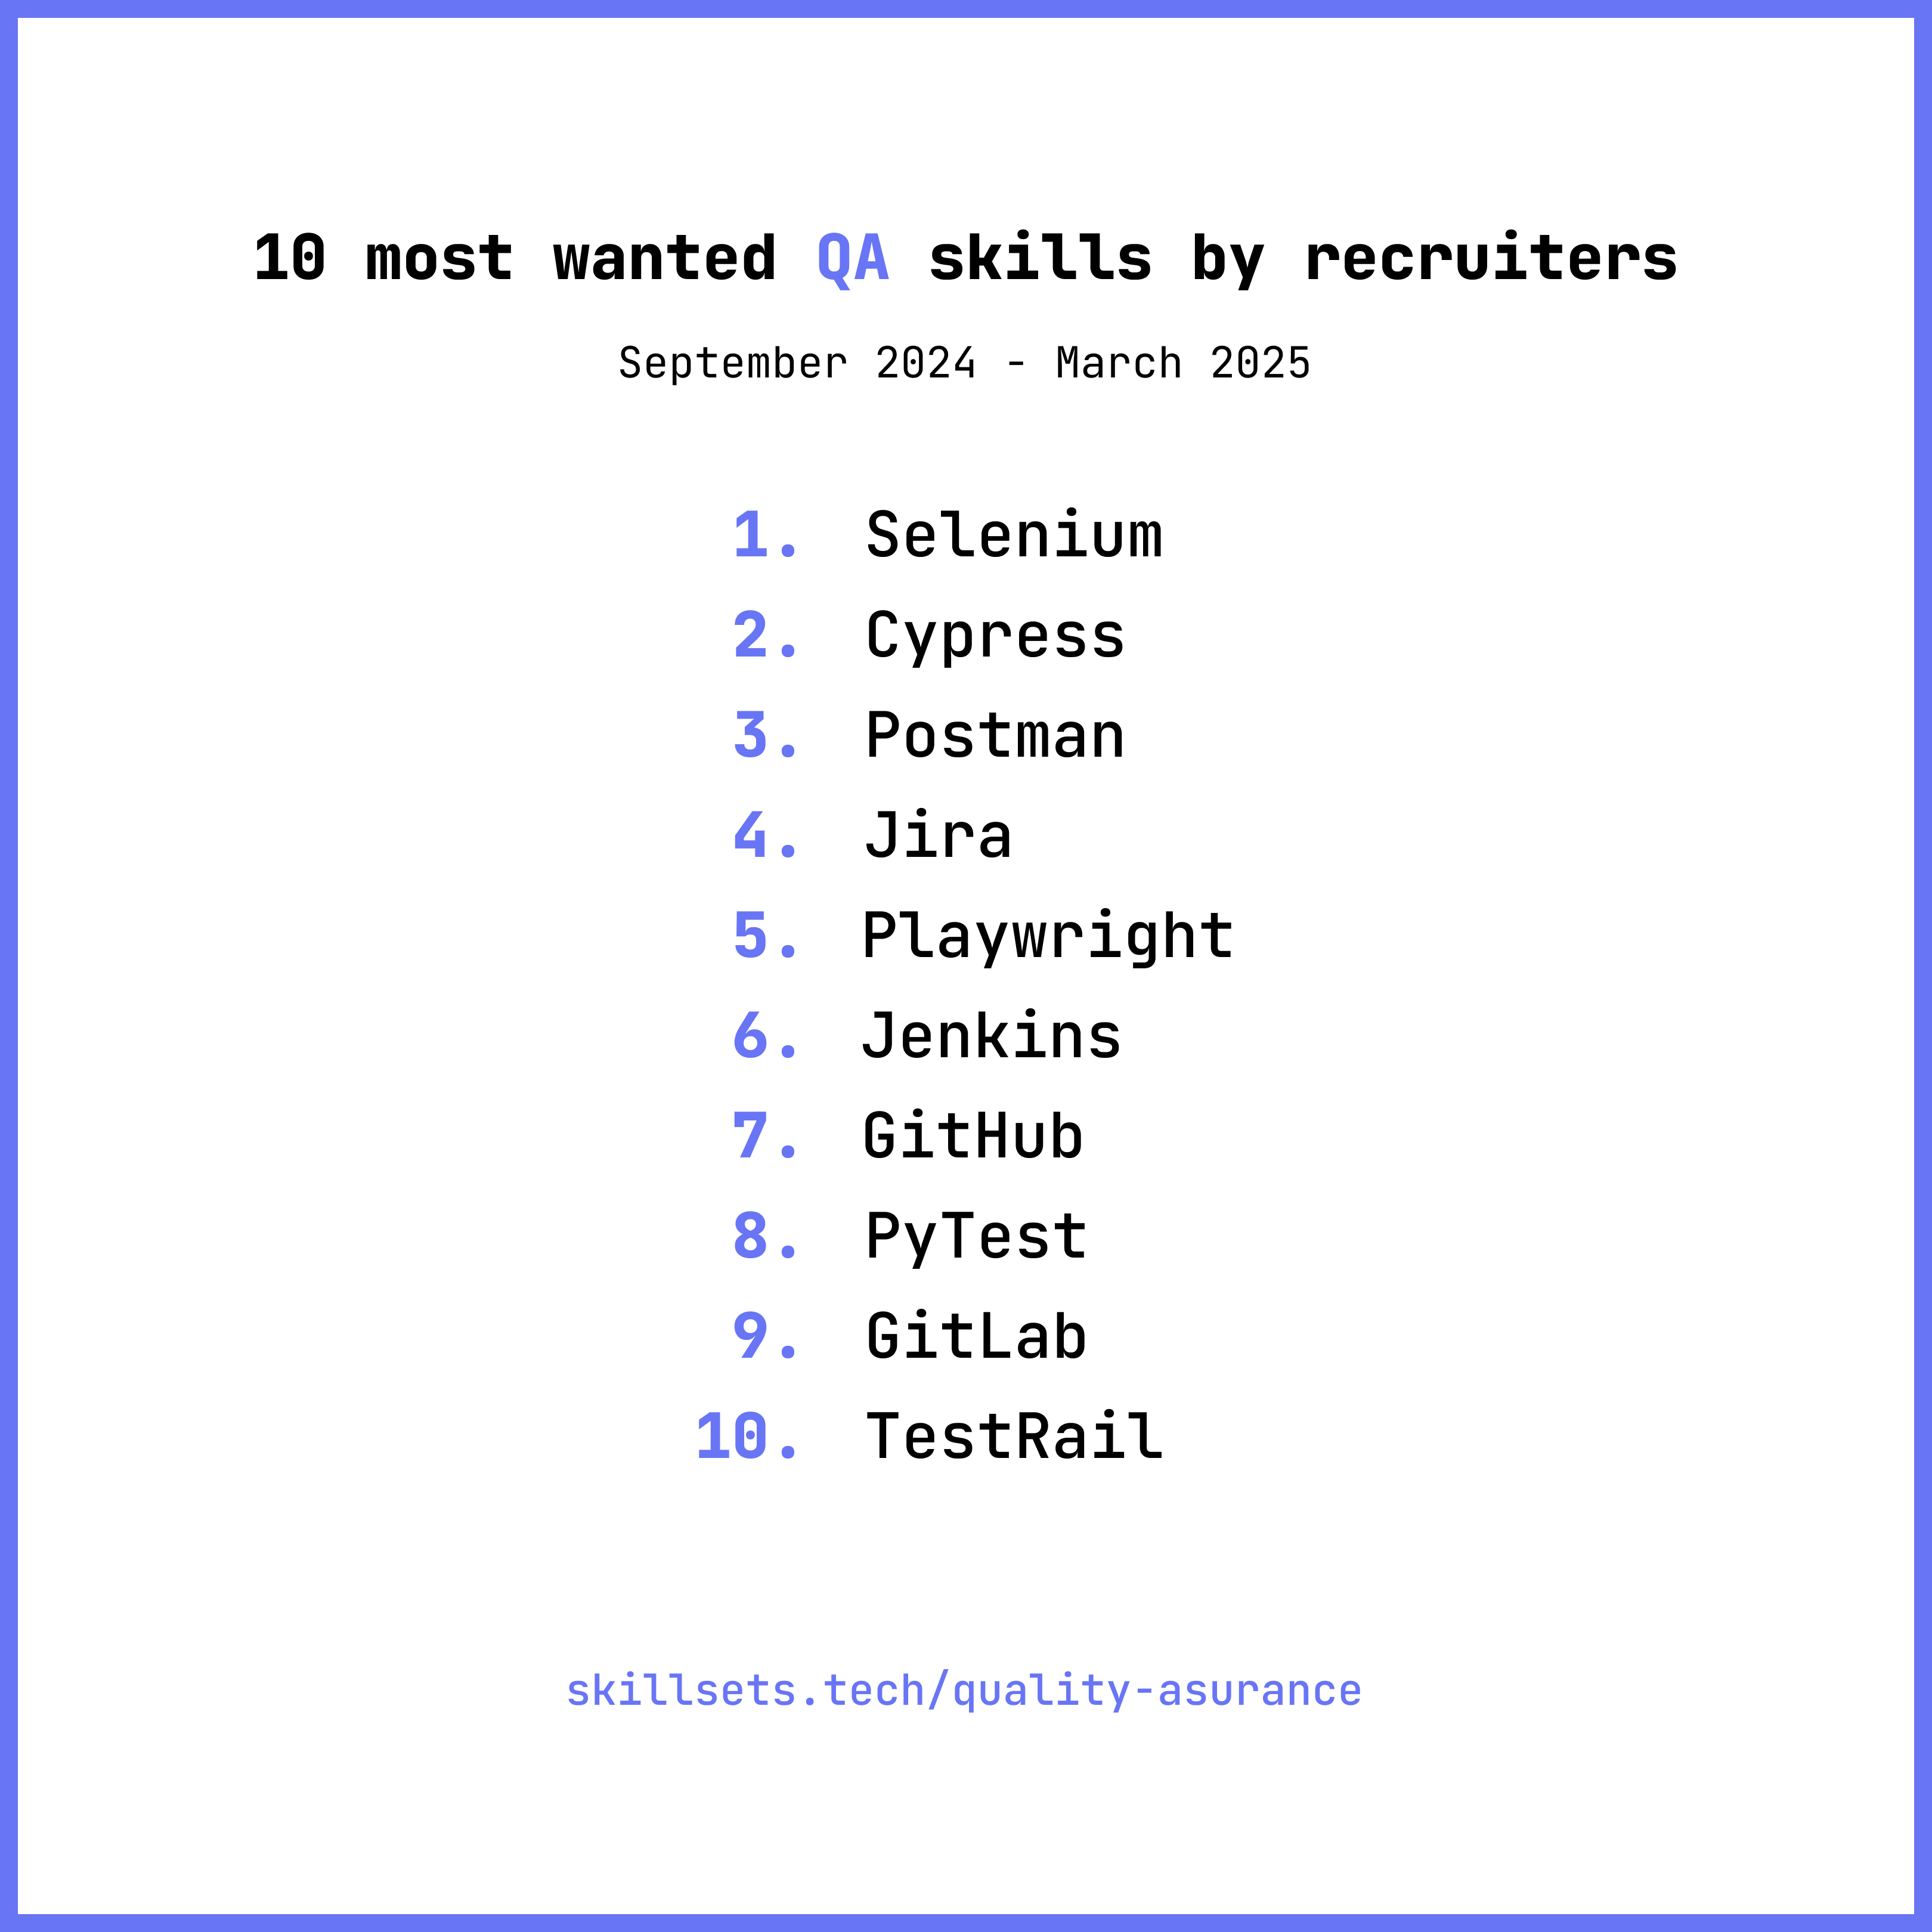 10 most wanted QA skills by recruiters
September 2024 - March 2025
1. Selenium
2. Cypress
3. Postman
4. Jira
5. Playwright
6. Jenkins
7. GitHub
8. PyTest
9. GitLab
10. TestRail
skillsets.tech/quality-asurance